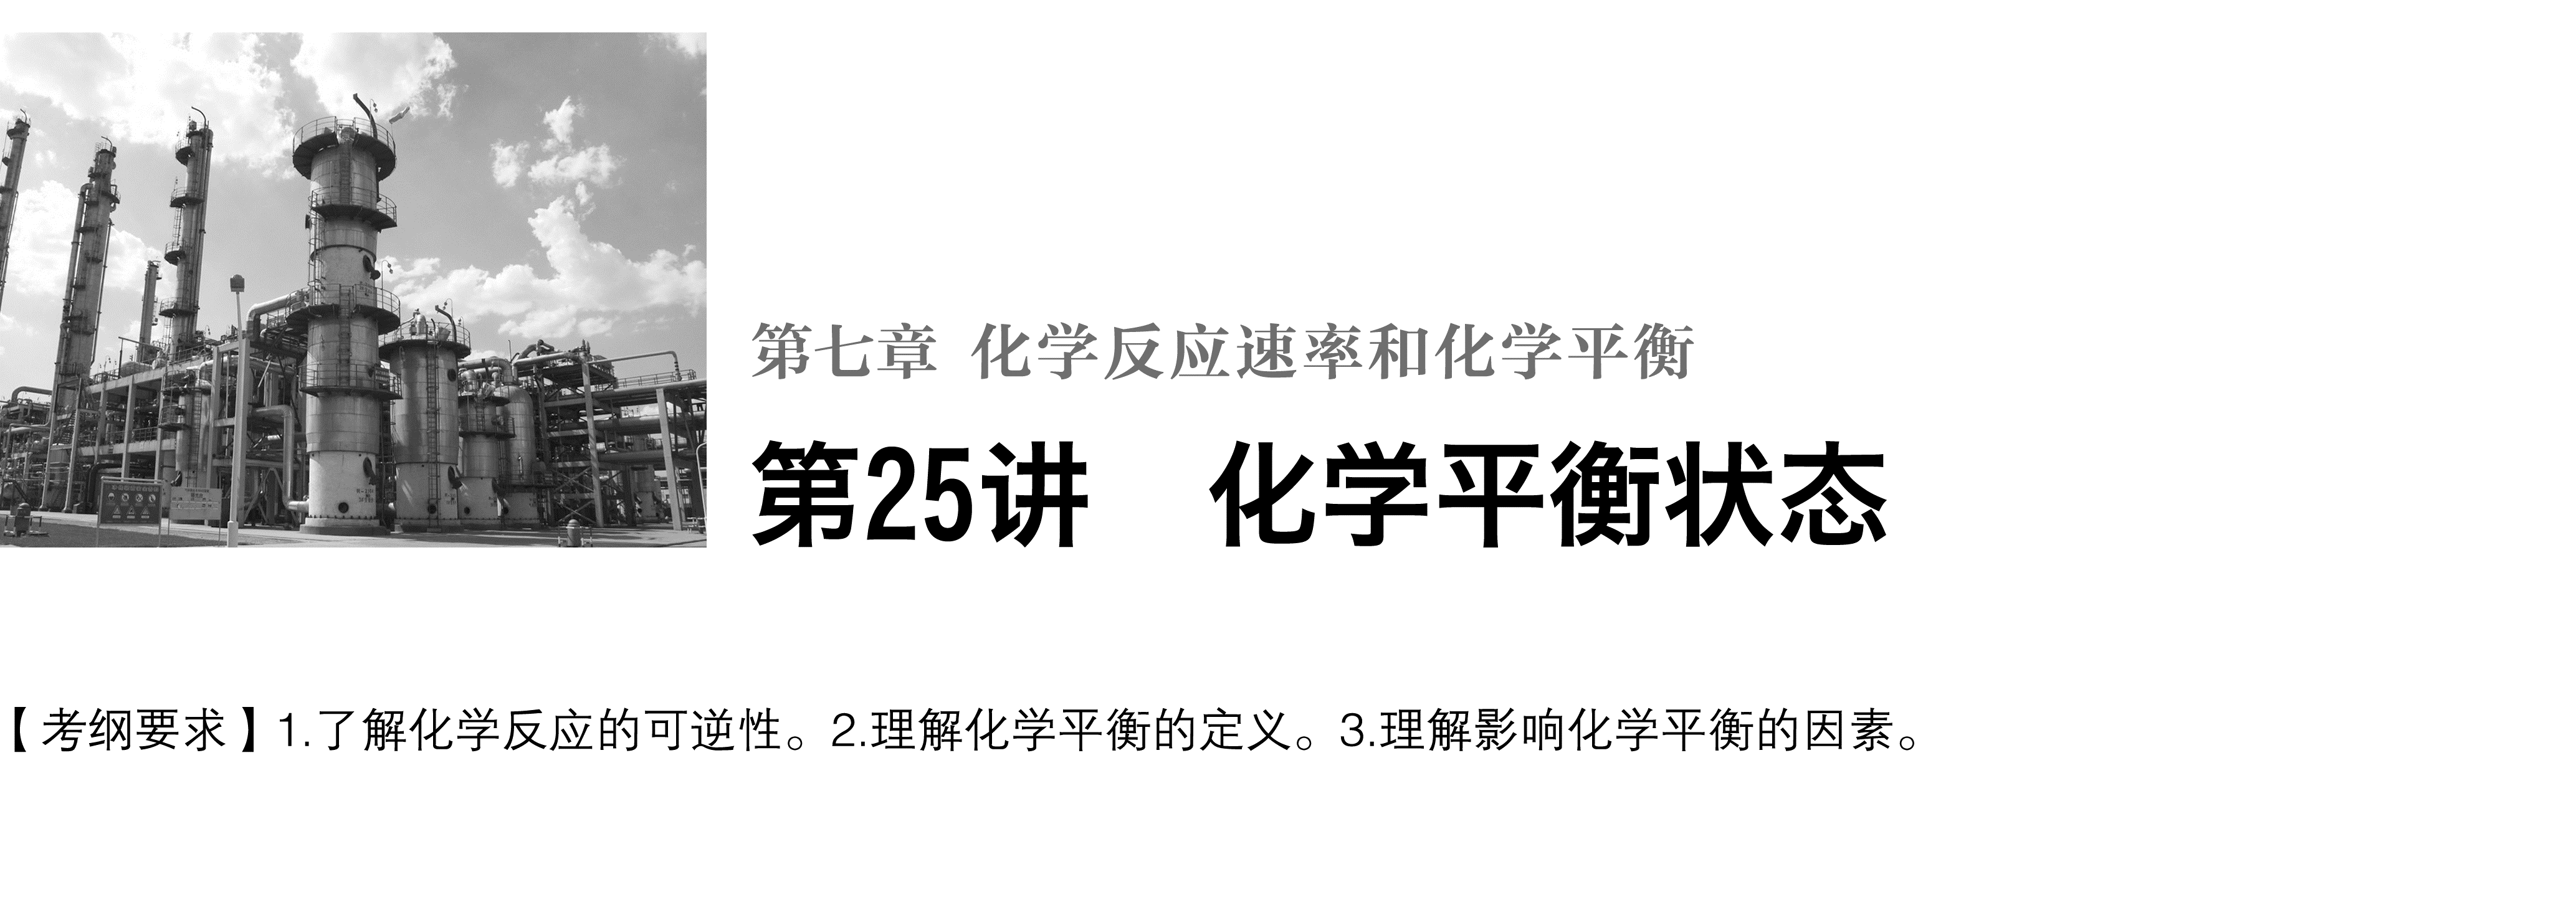 第七章 化学反应速率和化学平衡
第25讲 化学平衡状态
【考纲要求】1.了解化学反应的可逆性。2.理解化学平衡的定义。3.理解影响化学平衡的因素。